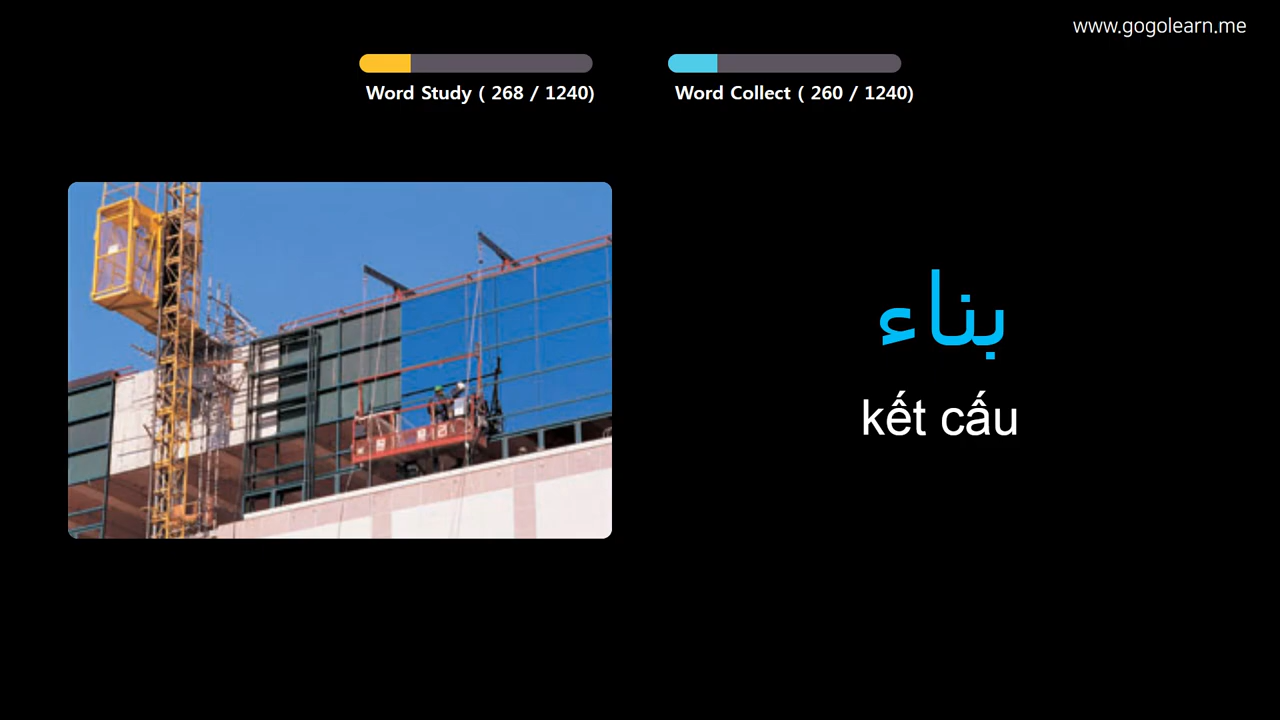 www.gogolearn.me
Word Study ( 268 / 1240)
Word Collect ( 260 / 1240)
بناء
kết cấu